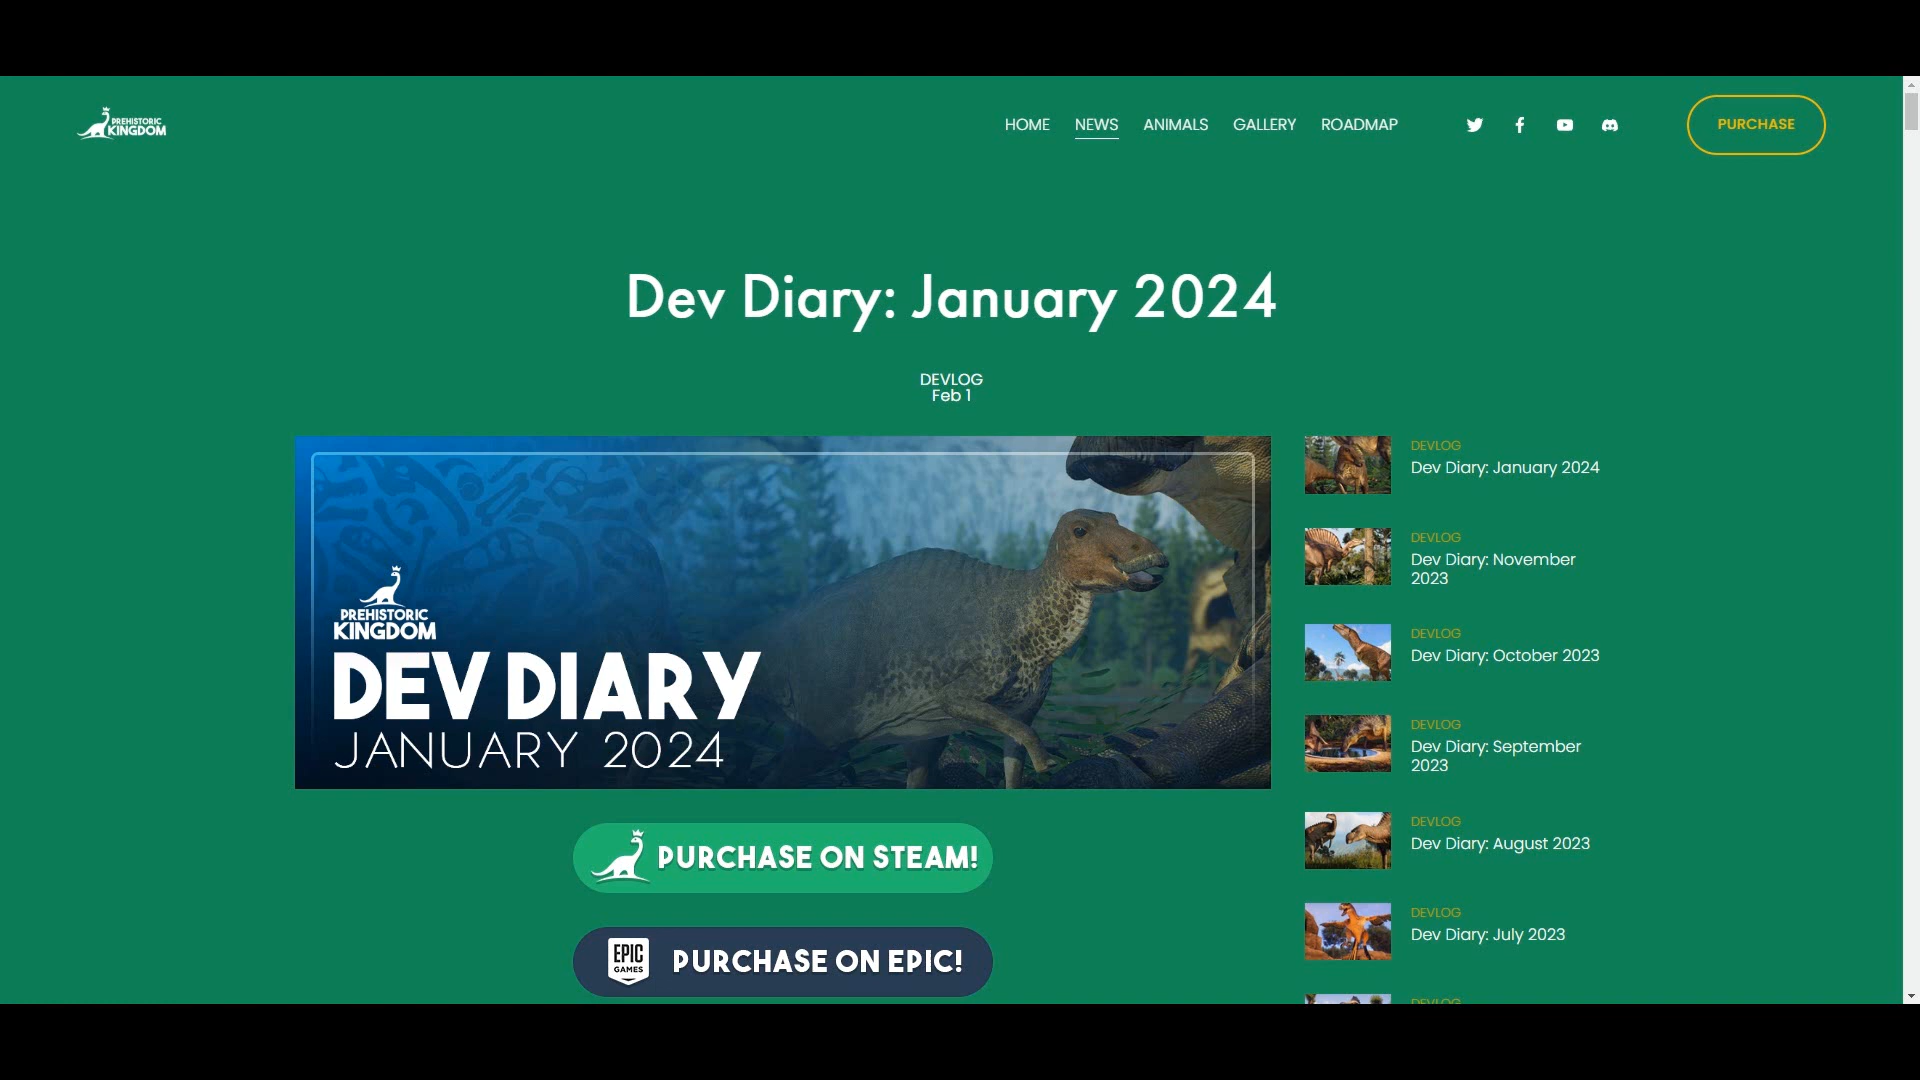 PREHISTORIC
KINGDOM
HOME NEWS ANIMALS GALLERY ROADMAP
PURCHASE
Dev Diary: January 2024
DEVLOG
Feb 1
PREHISTORIC
KINGDOM
DEV DIARY
JANUARY 2024
PURCHASE ON STEAM!
EPIC
GAMES
PURCHASE ON EPIC!
DEVLOG
Dev Diary: January 2024
DEVLOG
Dev Diary: November
2023
DEVLOG
Dev Diary: October 2023
DEVLOG
Dev Diary: September
2023
DEVLOG
Dev Diary: August 2023
DEVLOG
Dev Diary: July 2023
DEVLOG